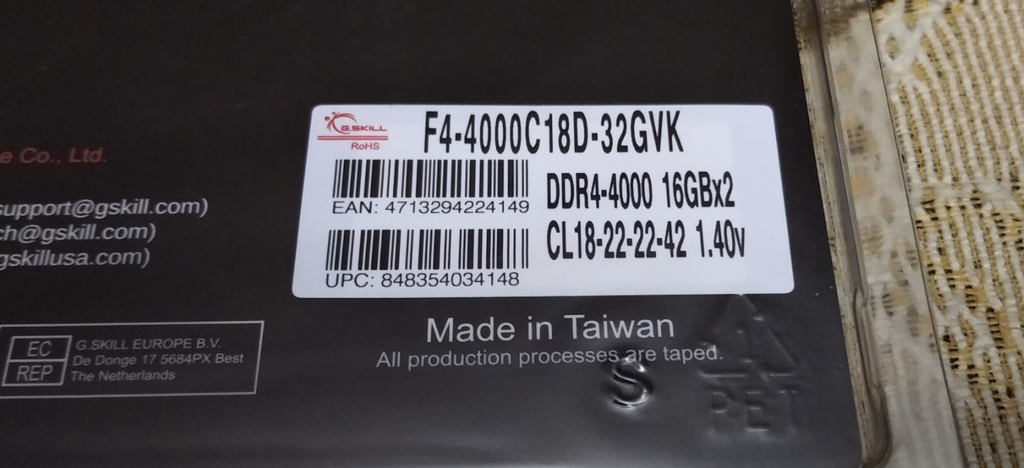 F4-4000C18D-32GVK
G.SKILL
RoHS
DDR4-4000 16GBx2
CL18-22-22-42 1.40v
EAN: 4713294224149
UPC: 848354034148
e Co., Ltd.
support@gskill.com)
ch@gskill.com)
gskillusa.com)
EC
REP
G.SKILL EUROPE B.V.
De Donge 17 5684PX Best
The Netherlands
Made in Taiwan
All production processes are taped.
S
1
PET